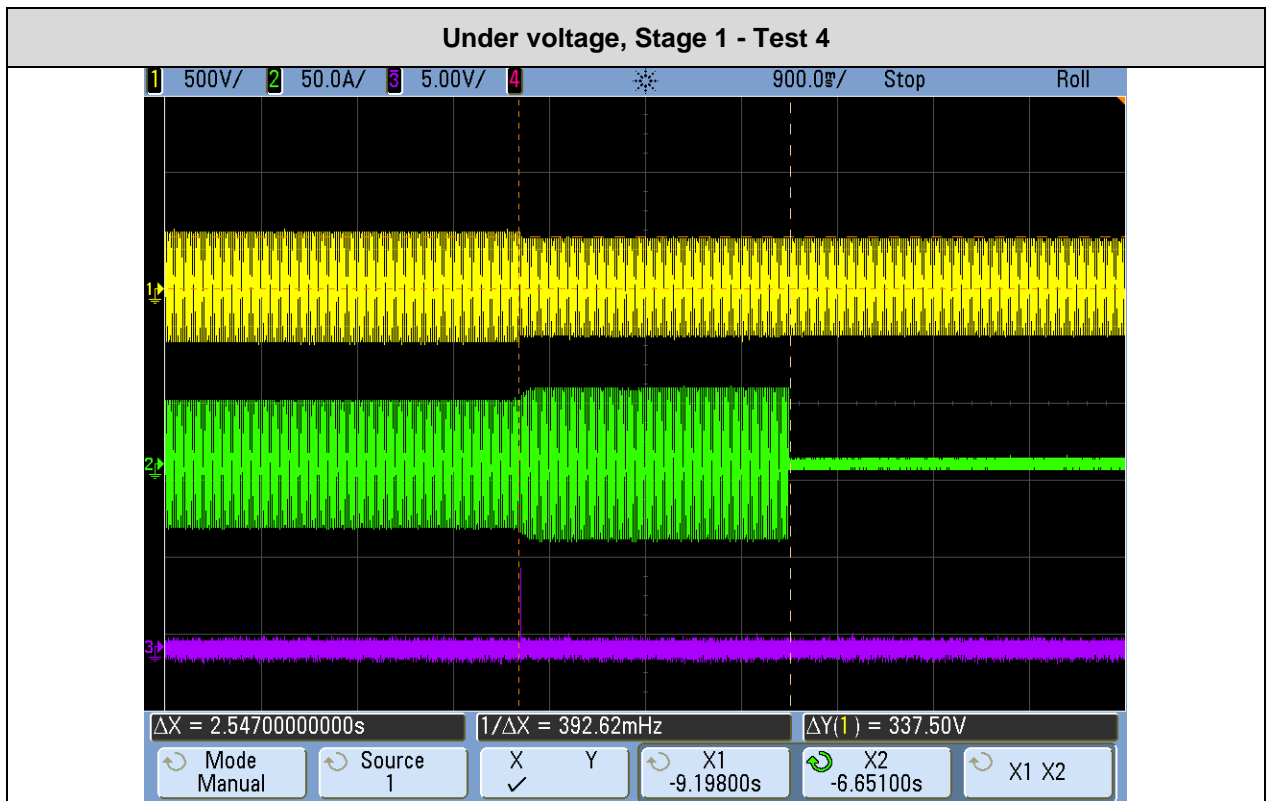 Under voltage, Stage 1 - Test 4
1 500V/ 2 50.0A/ 3 5.00V/ 4 900.0ms/ Stop Roll
1
2
3
ΔX = 2.54700000000s 1/ΔX = 392.62mHz ΔY(1) = 337.50V
Mode Source X Y X1 X2 X1 X2
Manual 1 ✓ -9.19800s -6.65100s